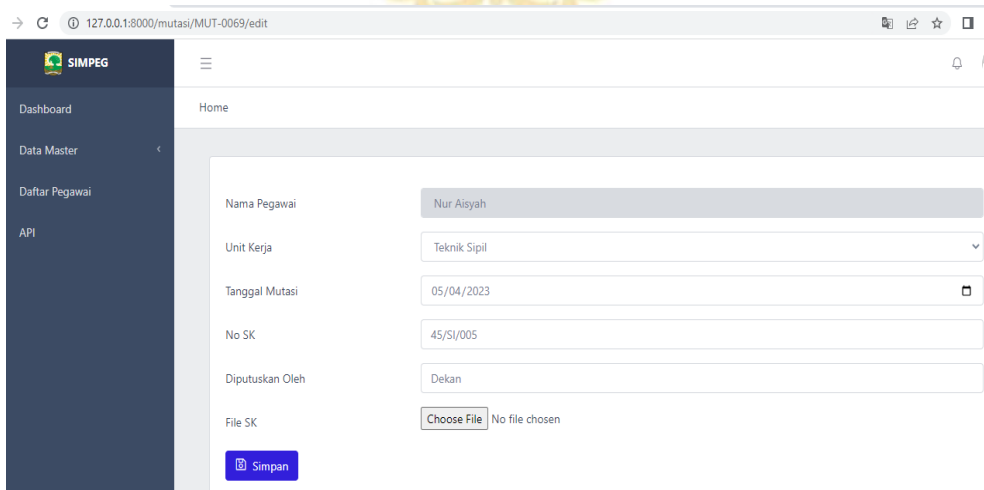 127.0.0.1:8000/mutasi/MUT-0069/edit
SIMPEG
Home
Dashboard
Data Master
Daftar Pegawai
API
Nama Pegawai Nur Aisyah
Unit Kerja Teknik Sipil
Tanggal Mutasi 05/04/2023
No SK 45/SI/005
Diputuskan Oleh Dekan
File SK Choose File No file chosen
Simpan